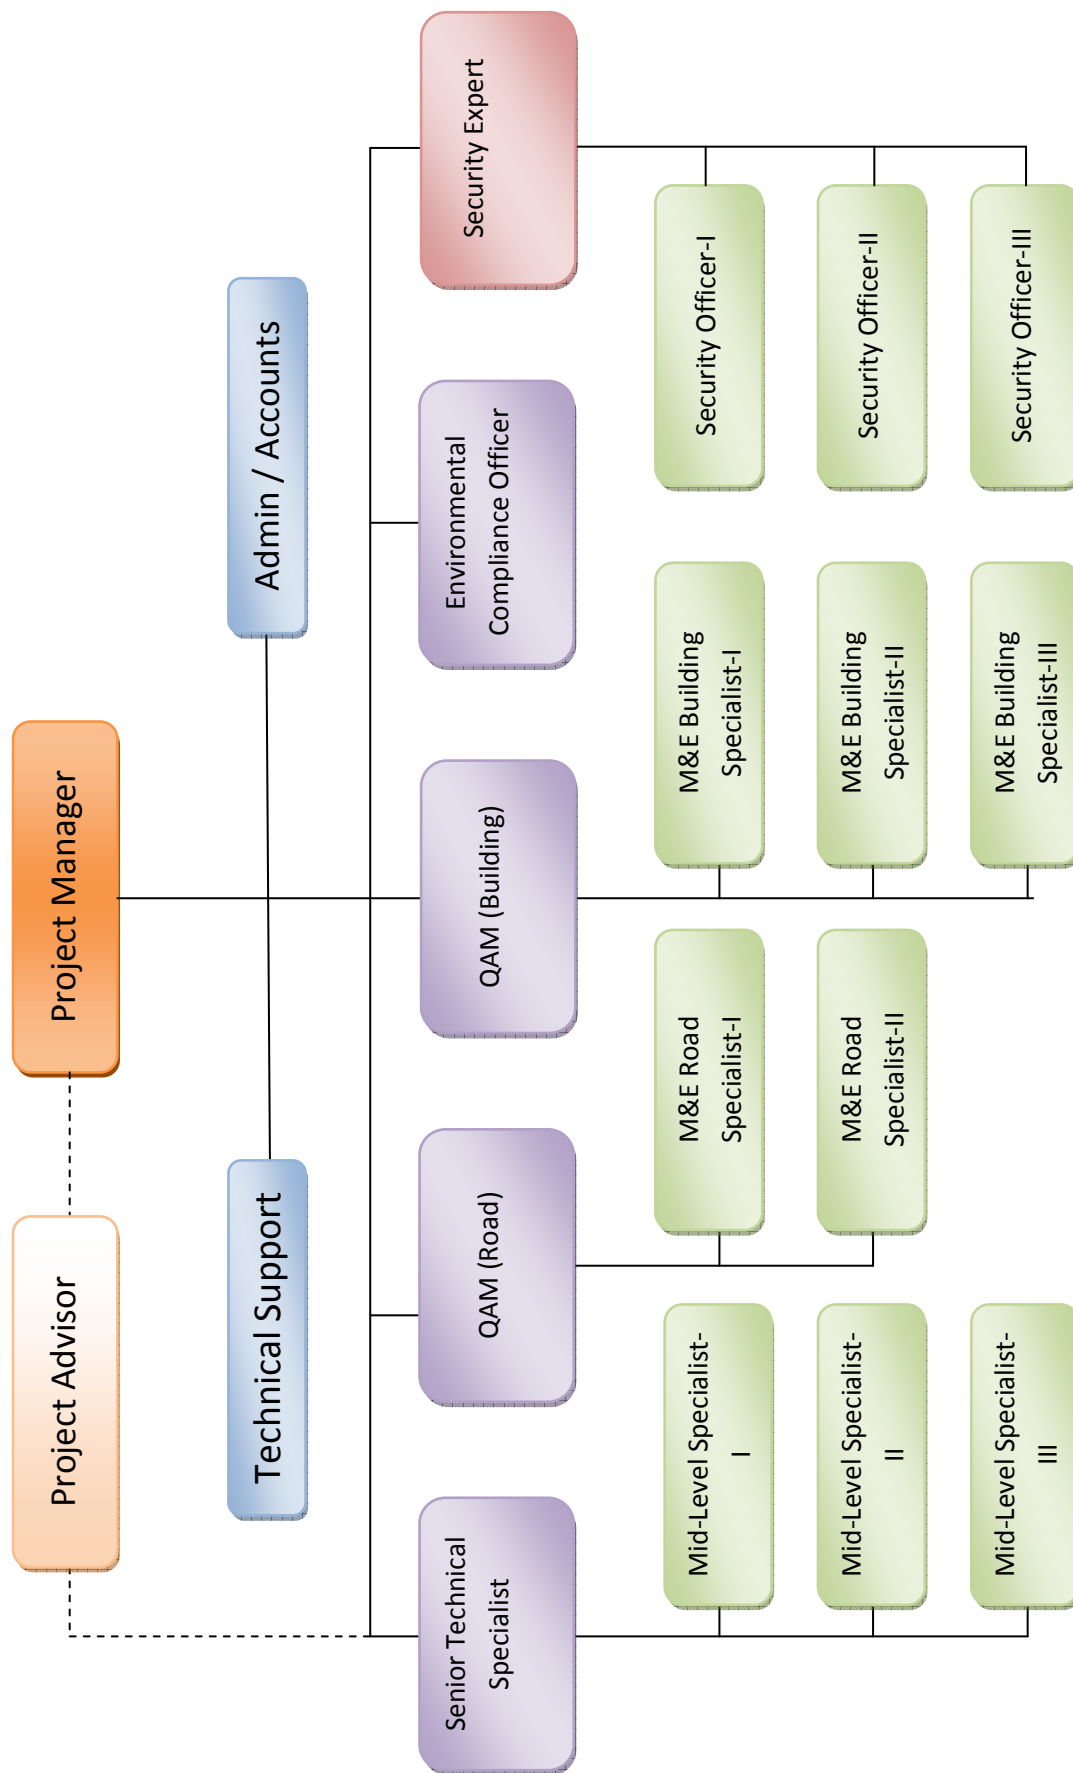 Project Advisor
Project Manager
Technical Support
Admin / Accounts
Senior Technical
Specialist
QAM (Road)
QAM (Building)
Environmental
Compliance Officer
Security Expert
Mid-Level Specialist-
I
M&E Road
Specialist-I
M&E Building
Specialist-I
Security Officer-I
Mid-Level Specialist-
II
M&E Road
Specialist-II
M&E Building
Specialist-II
Security Officer-II
Mid-Level Specialist-
III
M&E Building
Specialist-III
Security Officer-III